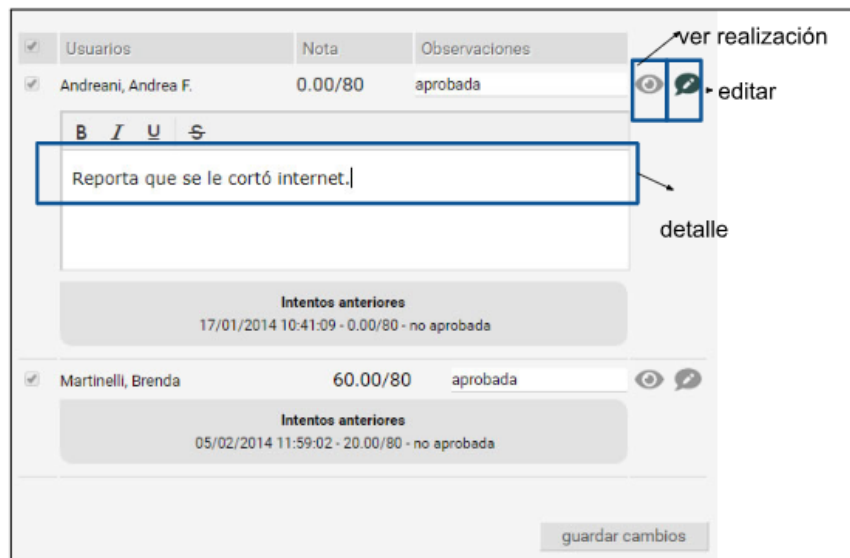 ver realización
Usuarios Nota Observaciones
Andreani, Andrea F. 0.00/80 aprobada
editar
B I U S
Reporta que se le cortó internet.
detalle
Intentos anteriores
17/01/2014 10:41:09 - 0.00/80 - no aprobada
Martinelli, Brenda 60.00/80 aprobada
Intentos anteriores
05/02/2014 11:59:02 - 20.00/80 - no aprobada
guardar cambios